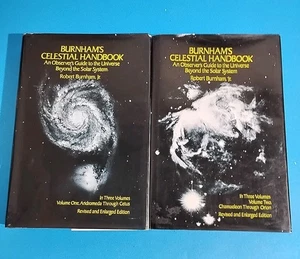 BURNHAM'S
CELESTIAL HANDBOOK
An Observer's Guide to the Universe
Beyond the Solar System
Robert Burnham, Jr.
In Three Volumes
Volume One, Andromeda Through Cetus
Revised and Enlarged Edition
BURNHAM'S
CELESTIAL HANDBOOK
An Observer's Guide to the Universe
Beyond the Solar System
Robert Burnham, Jr.
In Three Volumes
Volume Two
Chamaeleon Through Orion
Revised and Enlarged Edition